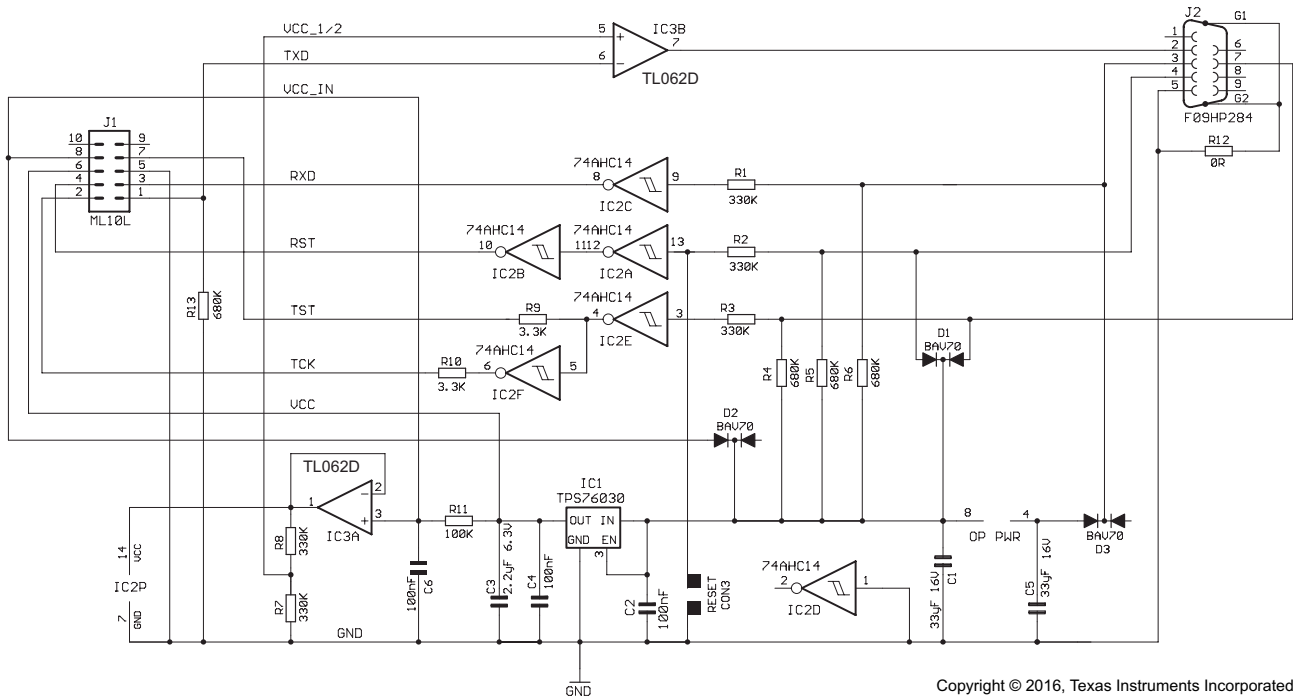 J2
G1
VCC_1/2
5
IC3B
7
1
2
3
4
5
6
7
8
9
TXD
6
TL062D
G2
F09HP284
VCC_IN
J1
10
8
6
4
2
9
7
5
3
1
ML10L
R12
0R
74AHC14
RXD
8
9
R1
330K
IC2C
74AHC14
74AHC14
RST
10
11
12
13
R2
330K
IC2B
IC2A
74AHC14
R13
680K
TST
R9
3.3K
4
3
R3
330K
IC2E
D1
BAV70
74AHC14
TCK
R10
3.3K
6
5
IC2F
R4
680K
R5
680K
R6
680K
VCC
D2
BAV70
TL062D
1
2
3
IC3A
R11
100K
IC1
TPS76030
OUT IN
GND EN
3
8
4
OP PWR
BAV70
D3
14
VCC
IC2P
7
GND
R8
330K
R7
330K
100nF
C6
C3
2.2yF 6.3V
C4
100nF
C2
100nF
RESET
CON3
74AHC14
2
1
IC2D
33yF 16V
C1
C5
33yF 16V
GND
GND
Copyright © 2016, Texas Instruments Incorporated